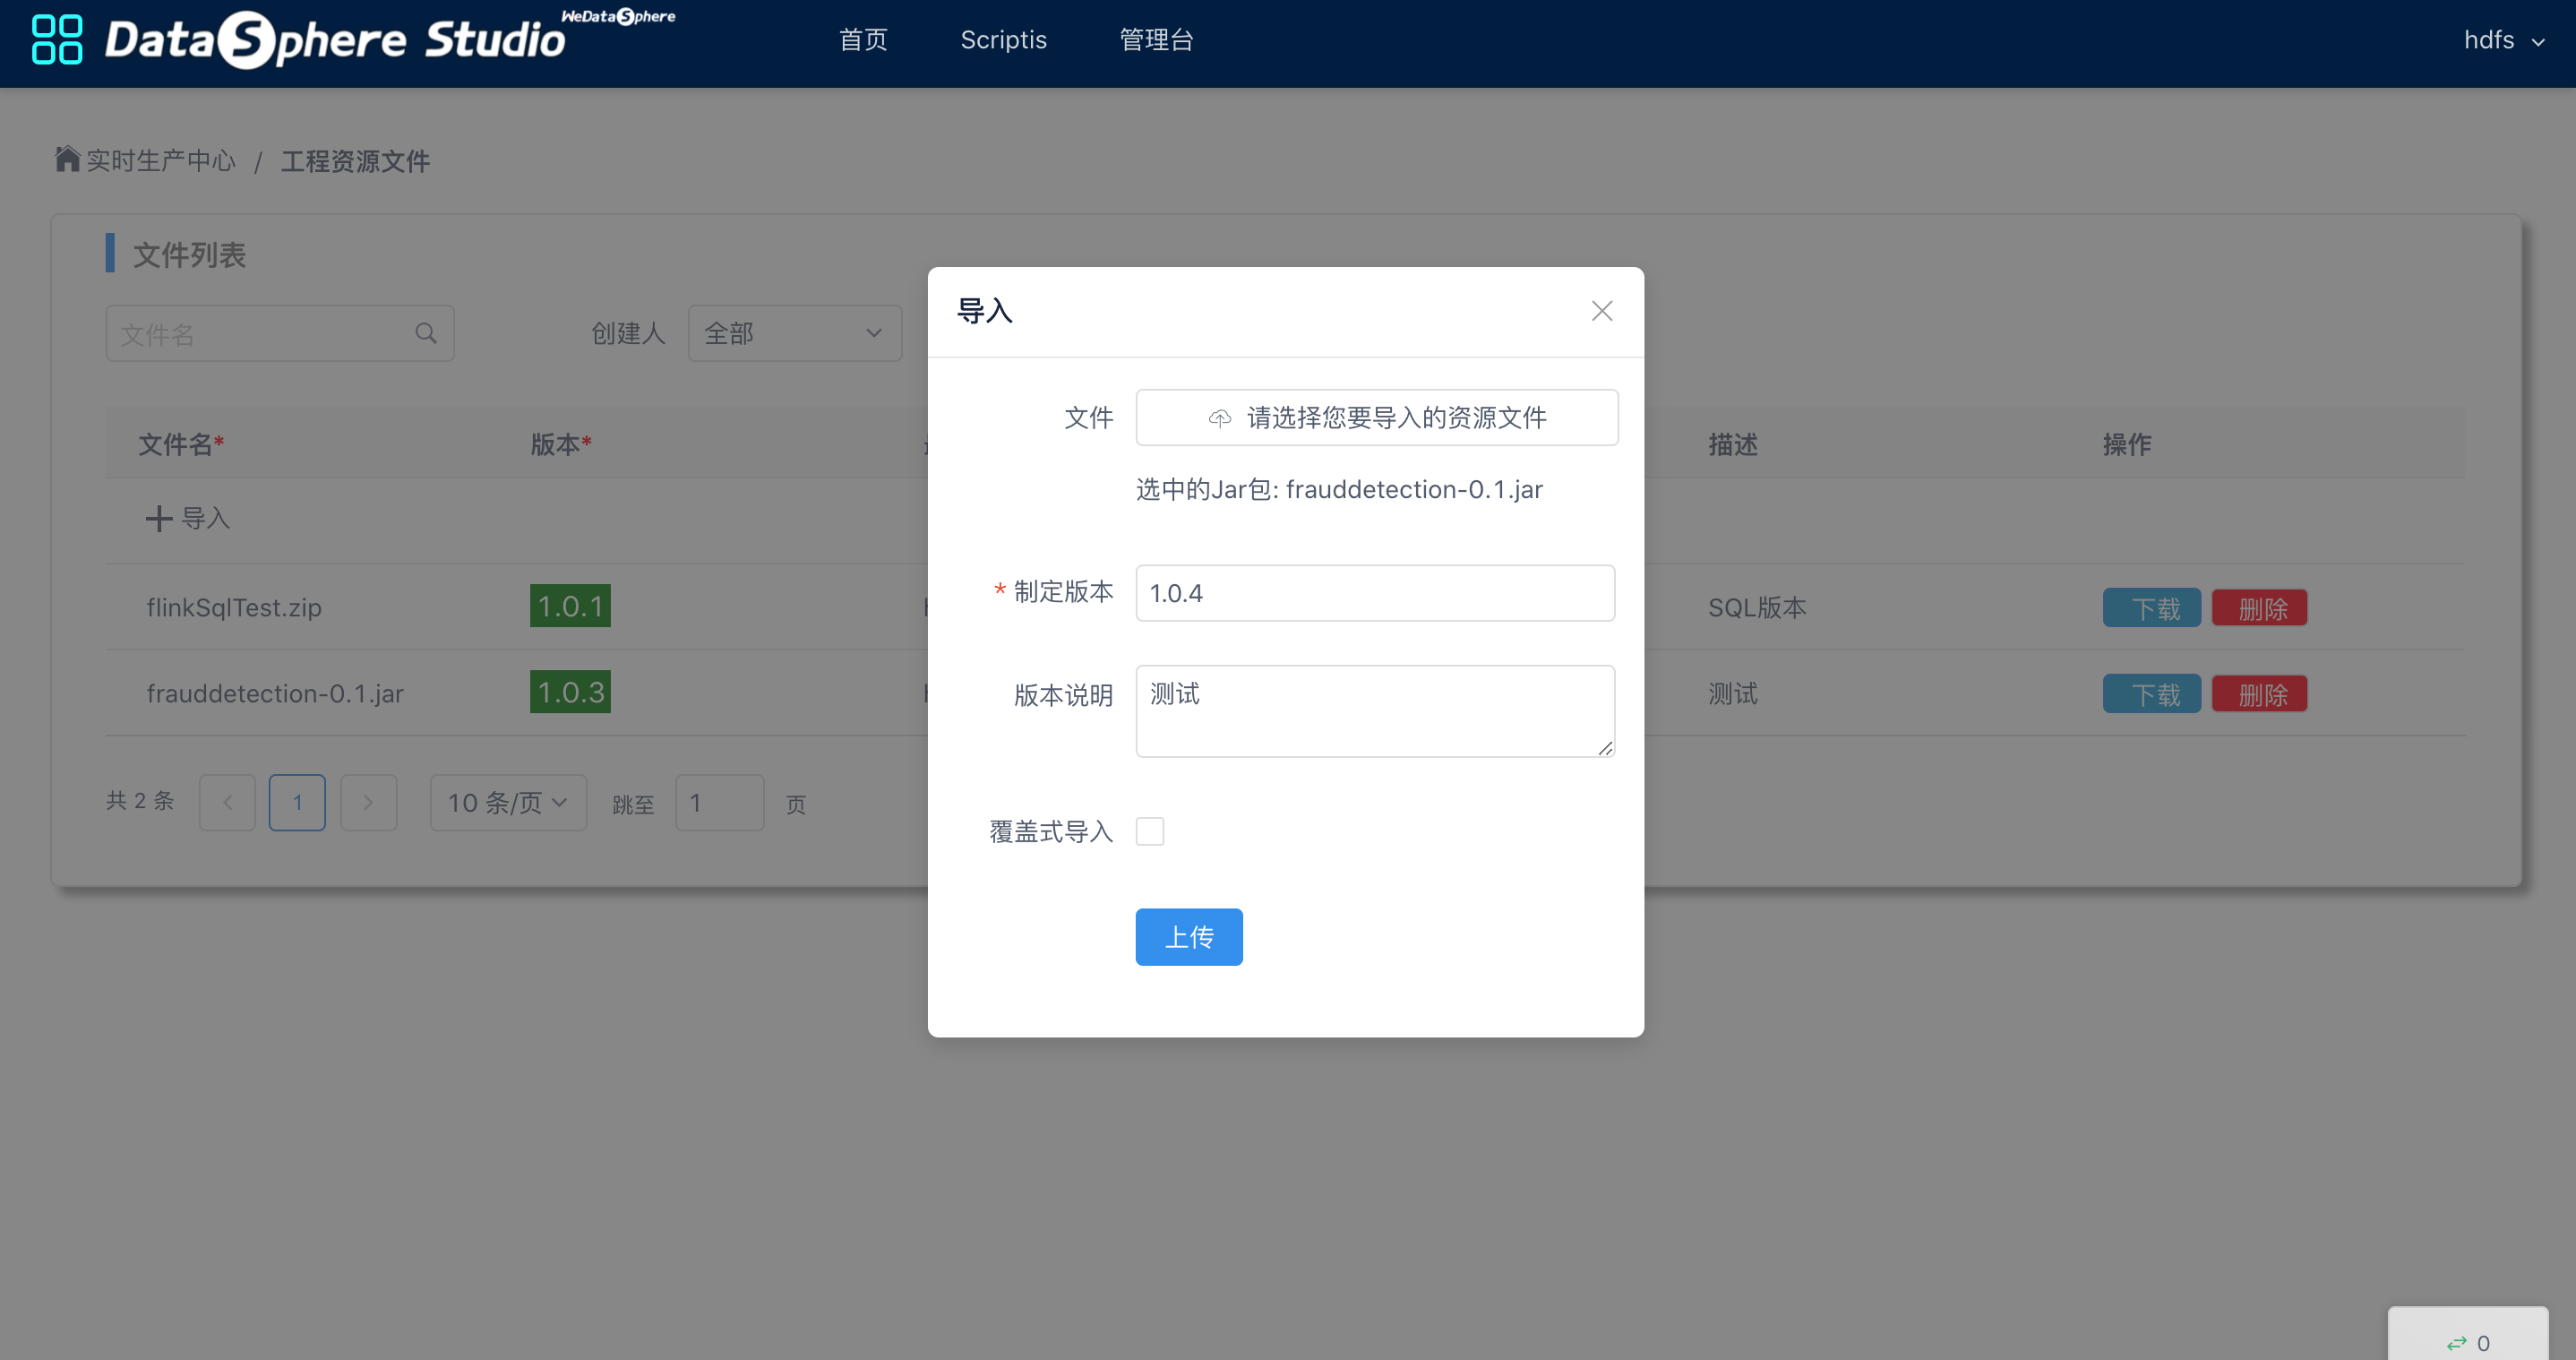 DataSphere Studio WeDataSphere 首页 Scriptis 管理台 hdfs
实时生产中心 / 工程资源文件
文件列表
文件名 创建人 全部
文件名* 版本* 描述 操作
导入
flinkSqlTest.zip 1.0.1 SQL版本 下载 删除
frauddetection-0.1.jar 1.0.3 测试 下载 删除
共 2 条 1 10 条/页 跳至 1 页
导入
文件 请选择您要导入的资源文件
选中的Jar包: frauddetection-0.1.jar
* 制定版本 1.0.4
版本说明 测试
覆盖式导入
上传
0